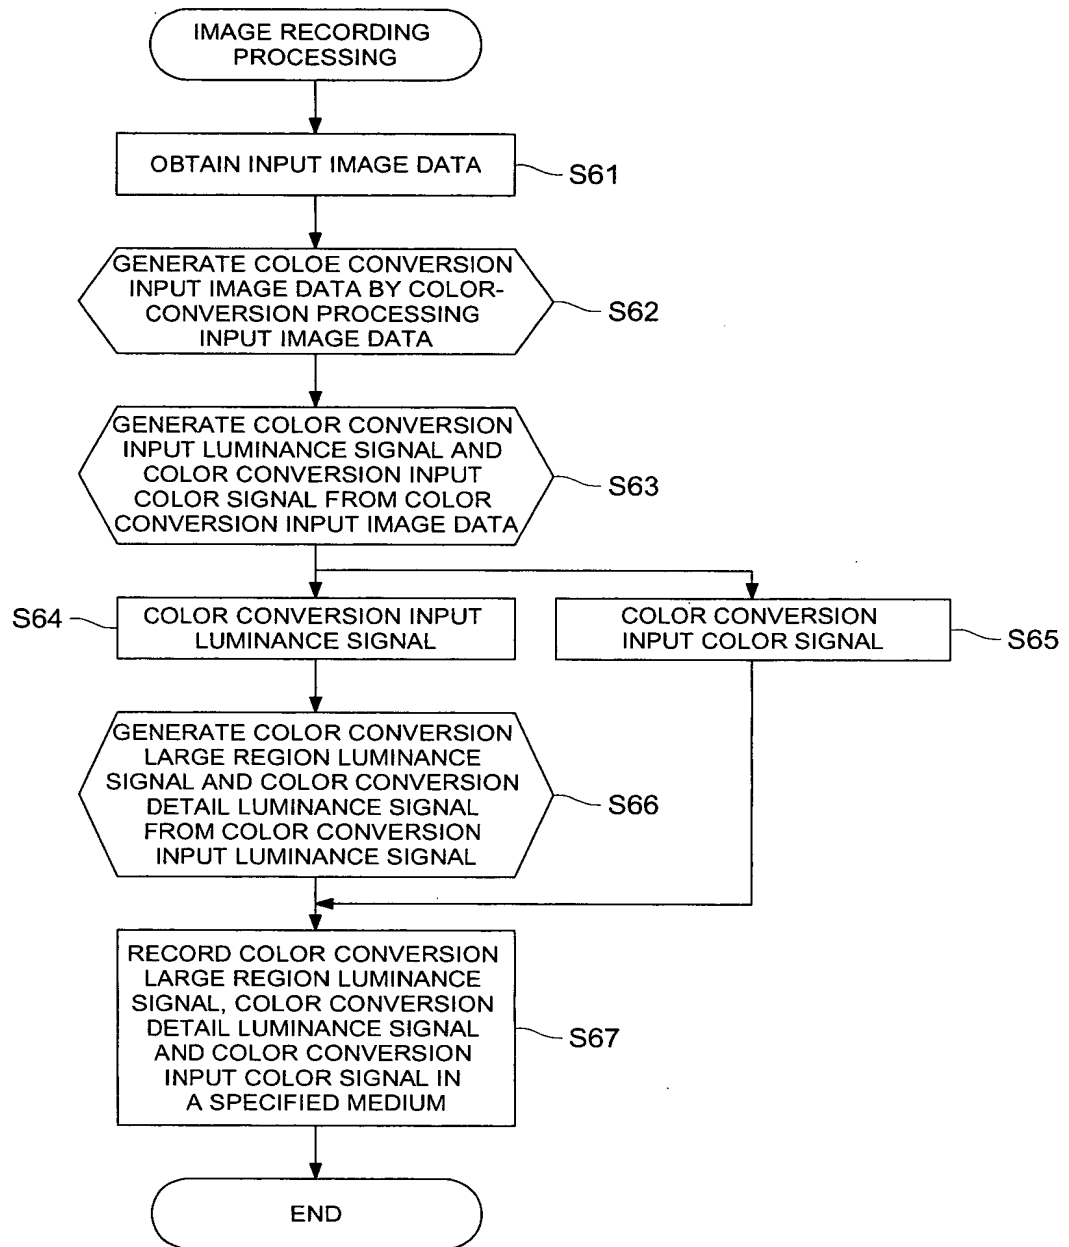 IMAGE RECORDING
PROCESSING
OBTAIN INPUT IMAGE DATA
S61
GENERATE COLOE CONVERSION
INPUT IMAGE DATA BY COLOR-
CONVERSION PROCESSING
INPUT IMAGE DATA
S62
GENERATE COLOR CONVERSION
INPUT LUMINANCE SIGNAL AND
COLOR CONVERSION INPUT
COLOR SIGNAL FROM COLOR
CONVERSION INPUT IMAGE DATA
S63
S64
COLOR CONVERSION INPUT
LUMINANCE SIGNAL
COLOR CONVERSION
INPUT COLOR SIGNAL
S65
GENERATE COLOR CONVERSION
LARGE REGION LUMINANCE
SIGNAL AND COLOR CONVERSION
DETAIL LUMINANCE SIGNAL
FROM COLOR CONVERSION
INPUT LUMINANCE SIGNAL
S66
RECORD COLOR CONVERSION
LARGE REGION LUMINANCE
SIGNAL, COLOR CONVERSION
DETAIL LUMINANCE SIGNAL
AND COLOR CONVERSION
INPUT COLOR SIGNAL IN
A SPECIFIED MEDIUM
S67
END